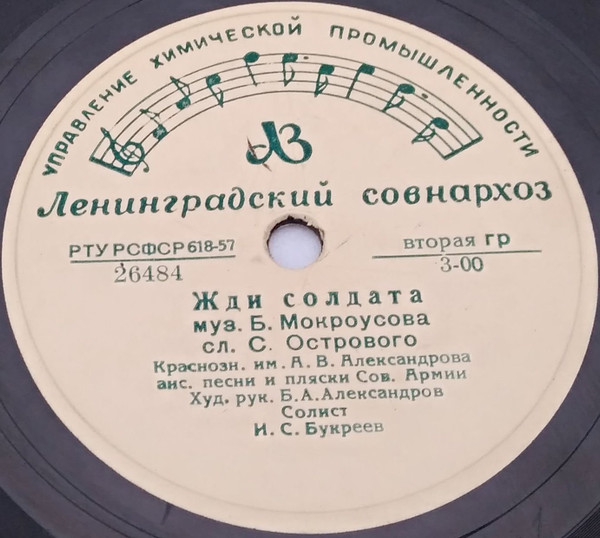 УПРАВЛЕНИЕ ХИМИЧЕСКОЙ ПРОМЫШЛЕННОСТИ
ЛЗ
Ленинградский совнархоз
РТУ РСФСР 618-57
26484
вторая гр
3-00
Жди солдата
муз. Б. Мокроусова
сл. С. Острового
Краснозн. им. А. В. Александрова
анс. песни и пляски Сов. Армии
Худ. рук. Б.А.Александров
Солист
И. С. Букреев